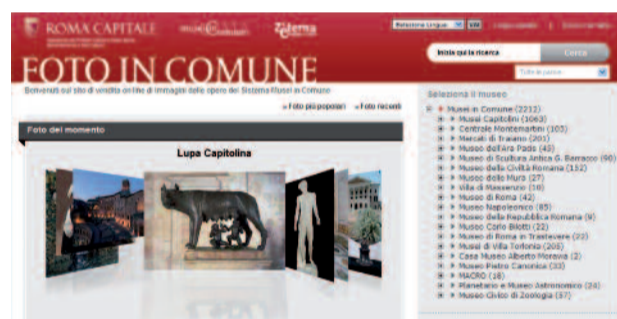 ROMA CAPITALE
Zètema
Seleziona Lingua
VAI
FOTO IN COMUNE
Inizia qui la ricerca
Cerca
Benvenuti sul sito di vendita on line di immagini delle opere del Sistema Musei in Comune
Foto più popolari
Foto recenti
Foto del momento
Lupa Capitolina
Seleziona il museo
Musei in Comune (2212)
Musei Capitolini (1063)
Centrale Montemartini (103)
Mercati di Traiano (201)
Museo dell'Ara Pacis (45)
Museo di Scultura Antica G. Barracco (90)
Museo della Civiltà Romana (152)
Museo delle Mura (27)
Villa di Massenzio (10)
Museo di Roma (42)
Museo Napoleonico (85)
Museo della Repubblica Romana (9)
Museo Carlo Bilotti (22)
Museo di Roma in Trastevere (22)
Musei di Villa Torlonia (205)
Casa Museo Alberto Moravia (2)
Museo Pietro Canonica (33)
MACRO (18)
Planetario e Museo Astronomico (24)
Museo Civico di Zoologia (57)